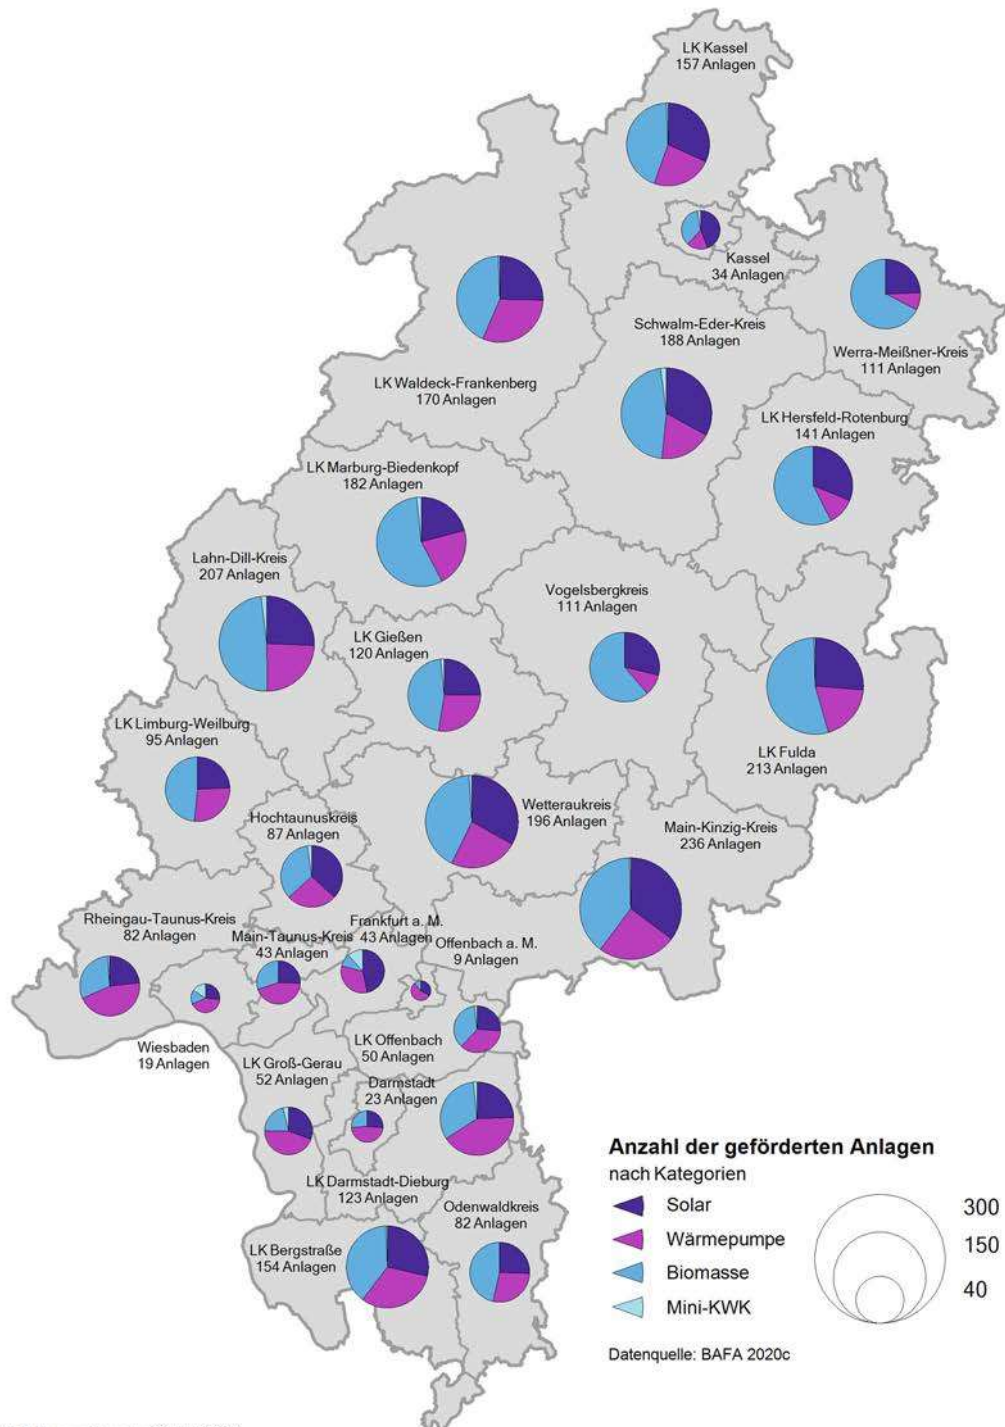 LK Kassel
157 Anlagen
Kassel
34 Anlagen
Werra-Meißner-Kreis
111 Anlagen
Schwalm-Eder-Kreis
188 Anlagen
LK Waldeck-Frankenberg
170 Anlagen
LK Hersfeld-Rotenburg
141 Anlagen
LK Marburg-Biedenkopf
182 Anlagen
Lahn-Dill-Kreis
207 Anlagen
Vogelsbergkreis
111 Anlagen
LK Gießen
120 Anlagen
LK Fulda
213 Anlagen
LK Limburg-Weilburg
95 Anlagen
Wetteraukreis
196 Anlagen
Main-Kinzig-Kreis
236 Anlagen
Hochtaunuskreis
87 Anlagen
Rheingau-Taunus-Kreis
82 Anlagen
Main-Taunus-Kreis
43 Anlagen
Frankfurt a. M.
43 Anlagen
Offenbach a. M.
9 Anlagen
Wiesbaden
19 Anlagen
LK Offenbach
50 Anlagen
LK Groß-Gerau
52 Anlagen
Darmstadt
23 Anlagen
LK Darmstadt-Dieburg
123 Anlagen
Odenwaldkreis
82 Anlagen
LK Bergstraße
154 Anlagen
Anzahl der geförderten Anlagen
nach Kategorien
Solar
Wärmepumpe
Biomasse
Mini-KWK
300
150
40
Datenquelle: BAFA 2020c